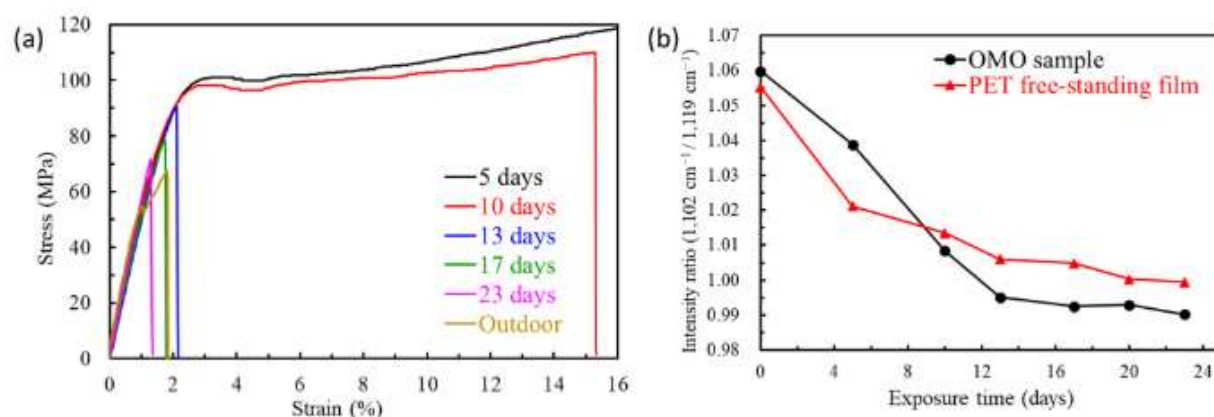 (a)
120
100
80
60
40
20
0
Stress (MPa)
0 2 4 6 8 10 12 14 16
Strain (%)
5 days
10 days
13 days
17 days
23 days
Outdoor
(b)
1.07
1.06
1.05
1.04
1.03
1.02
1.01
1.00
0.99
0.98
Intensity ratio (1,102 cm⁻¹ / 1,119 cm⁻¹)
0 4 8 12 16 20 24
Exposure time (days)
OMO sample
PET free-standing film